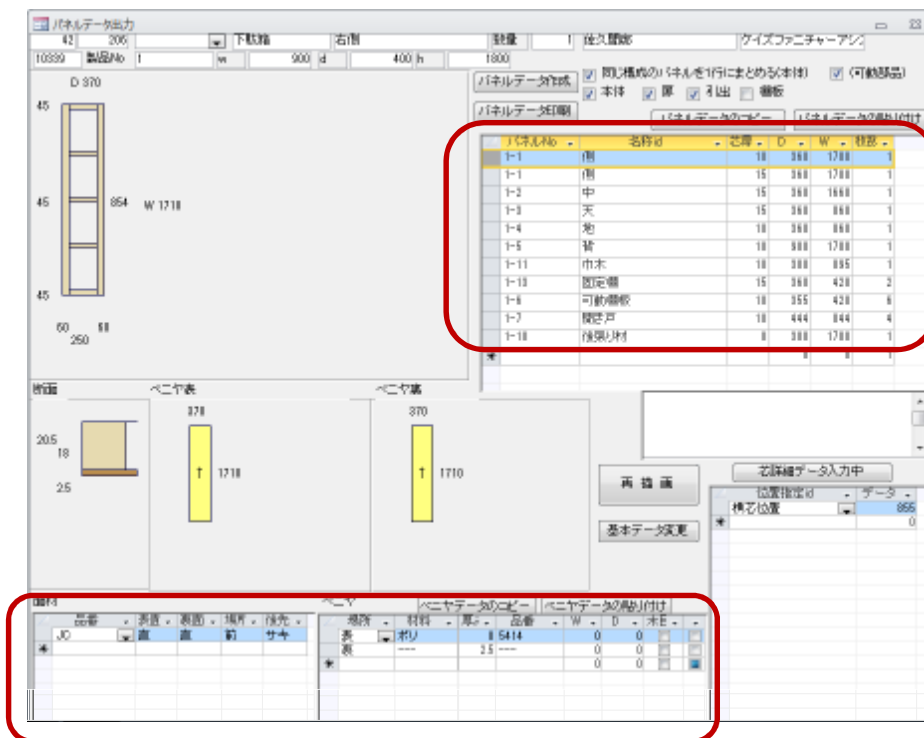 パネルデータ出力
42 206 下駄箱 右側 数量 1 佐久間邸 ケイズファニチャーアシ
10339 製品No 1 w 900 d 400 h 1800
パネルデータ作成 同じ構成のパネルを1行にまとめる(本体) (可動部品)
本体 扉 引出 棚板
パネルデータ印刷
パネルデータのコピー パネルデータの貼り付け
D 370
45
45 854 W 1710
45
60
250
パネルNo 名称id 芯厚 D W 枚数
1-1 側 18 360 1700 1
1-1 側 15 360 1700 1
1-2 中 15 360 1660 1
1-3 天 15 360 860 1
1-4 地 18 360 860 1
1-5 背 18 900 1700 1
1-11 巾木 18 300 895 1
1-13 固定棚 15 360 420 2
1-6 可動棚板 18 355 420 6
1-7 開き戸 18 444 844 4
1-10 後張り材 0 300 1700 1
* 0 0 1
断面 ベニヤ表 ベニヤ裏
370 370
20.5
18
2.5
1710 1710
再描画
基本データ変更
芯詳細データ入力中
位置指定id データ
横芯位置 855
* 0
面材 ベニヤ ベニヤデータのコピー ベニヤデータの貼り付け
品番 表面 裏面 場所 後先
JC 直 直 前 サキ
*
場所 材料 厚さ 品番 W D 木目
表 ポリ 0 5414 0 0
裏 --- 2.5 --- 0 0
* 0 0